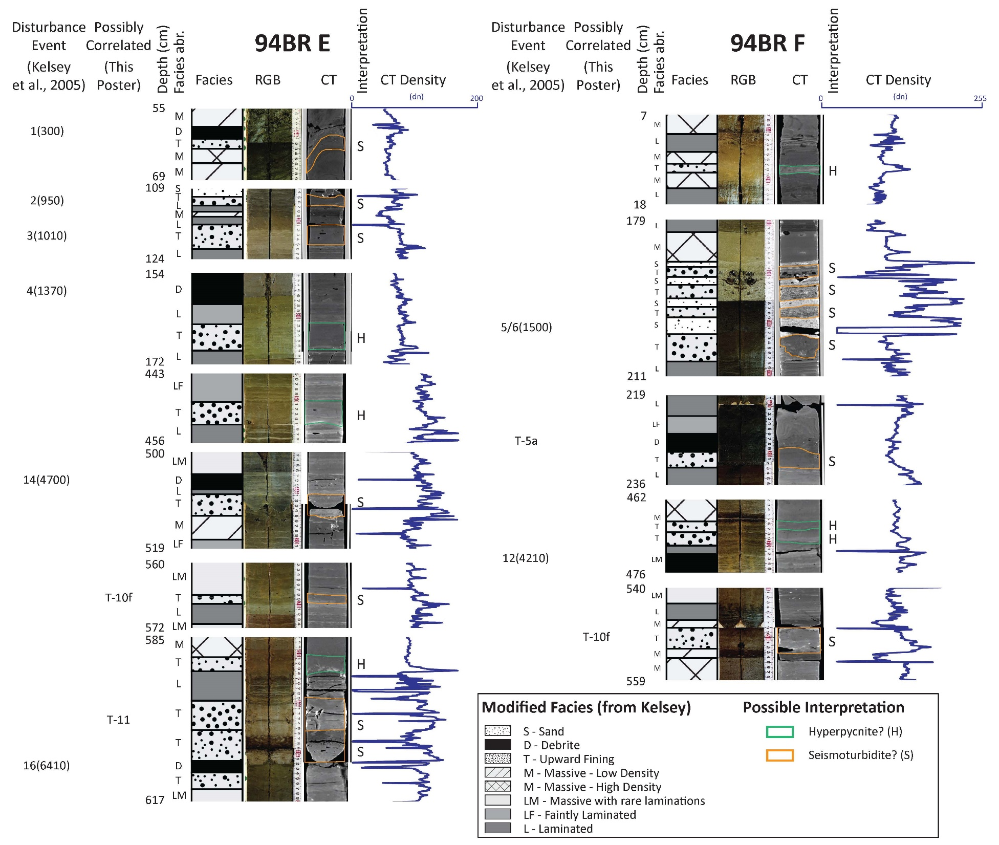 Disturbance
Event
(Kelsey
et al., 2005)
Possibly
Correlated
(This
Poster)
Depth (cm)
Facies abr.
94BR E
Facies
RGB
CT
Interpretation
CT Density
(dn)
0
200
55
M
1(300)
D
T
S
M
M
69
109
S
T
2(950)
S
L
M
L
3(1010)
T
S
L
124
154
4(1370)
D
L
T
H
L
172
443
LF
T
H
L
456
500
LM
14(4700)
D
L
T
S
M
LF
519
560
LM
T-10f
T
S
L
572
LM
585
M
T
H
L
T-11
T
S
T
S
16(6410)
D
T
617
LM
Disturbance
Event
(Kelsey
et al., 2005)
Possibly
Correlated
(This
Poster)
Depth (cm)
Facies abr.
94BR F
Facies
RGB
CT
Interpretation
CT Density
(dn)
0
255
7
M
L
M
T
H
M
L
18
179
L
M
S
S
T
S
T
S
S
T
S
5/6(1500)
S
T
S
L
211
219
L
LF
T-5a
D
T
S
L
236
462
M
T
H
T
H
12(4210)
LM
476
540
LM
L
M
T-10f
T
S
M
M
559
Modified Facies (from Kelsey)
S - Sand
D - Debrite
T - Upward Fining
M - Massive - Low Density
M - Massive - High Density
LM - Massive with rare laminations
LF - Faintly Laminated
L - Laminated
Possible Interpretation
Hyperpycnite? (H)
Seismoturbidite? (S)